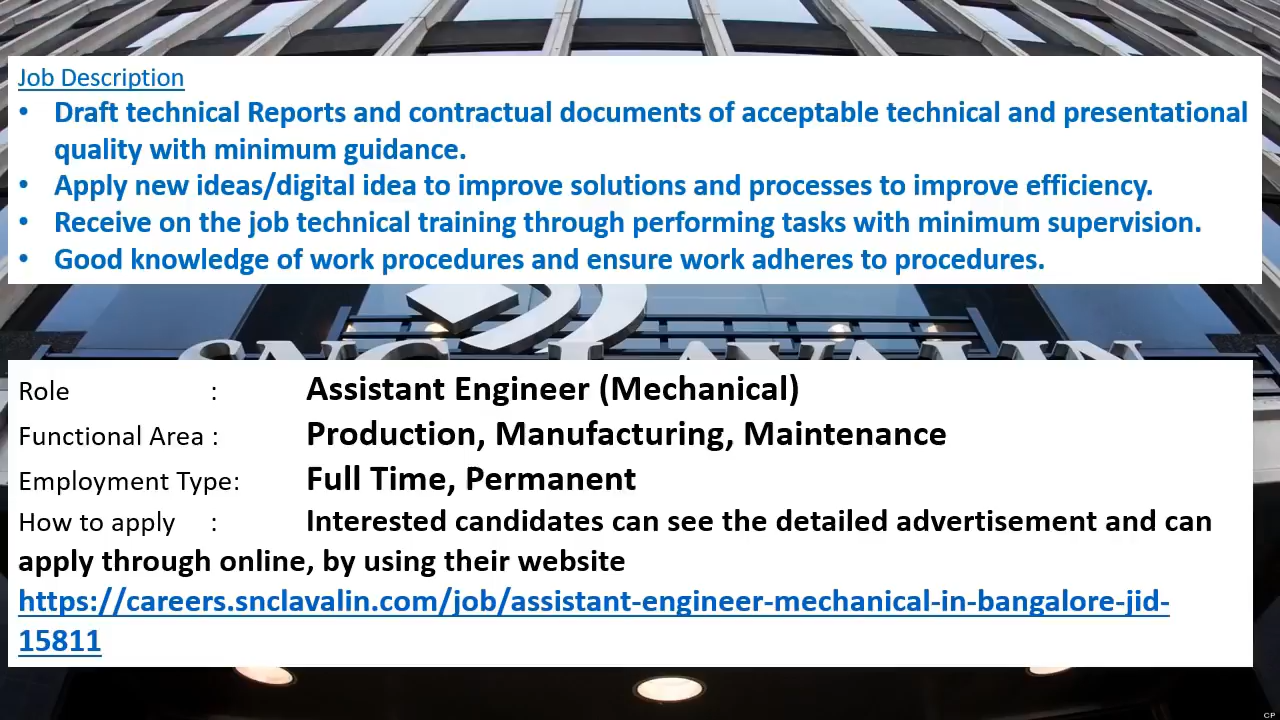 Job Description
• Draft technical Reports and contractual documents of acceptable technical and presentational
quality with minimum guidance.
• Apply new ideas/digital idea to improve solutions and processes to improve efficiency.
• Receive on the job technical training through performing tasks with minimum supervision.
• Good knowledge of work procedures and ensure work adheres to procedures.
SNC LAVALIN
Role : Assistant Engineer (Mechanical)
Functional Area : Production, Manufacturing, Maintenance
Employment Type: Full Time, Permanent
How to apply : Interested candidates can see the detailed advertisement and can
apply through online, by using their website
https://careers.snclavalin.com/job/assistant-engineer-mechanical-in-bangalore-jid-
15811
CP